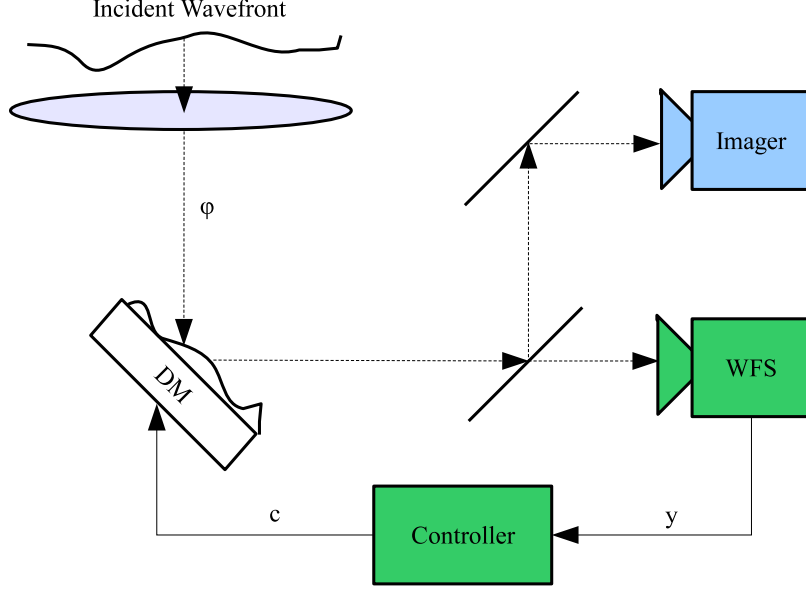 Incident Wavefront
Imager
φ
DM
WFS
c
y
Controller